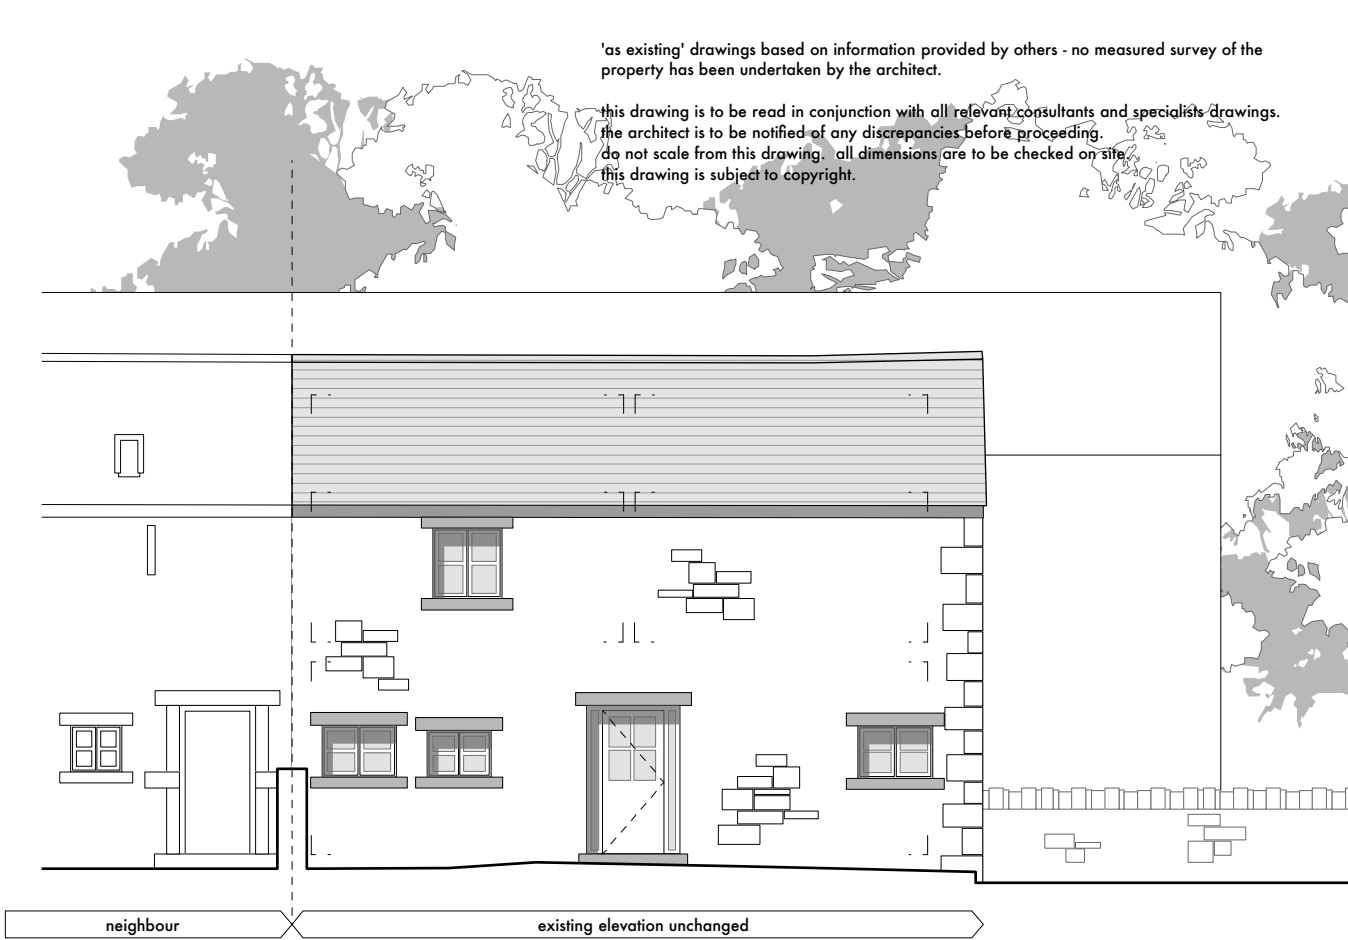 'as existing' drawings based on information provided by others - no measured survey of the
property has been undertaken by the architect.
this drawing is to be read in conjunction with all relevant consultants and specialists drawings.
the architect is to be notified of any discrepancies before proceeding.
do not scale from this drawing. all dimensions are to be checked on site.
this drawing is subject to copyright.
neighbour
existing elevation unchanged